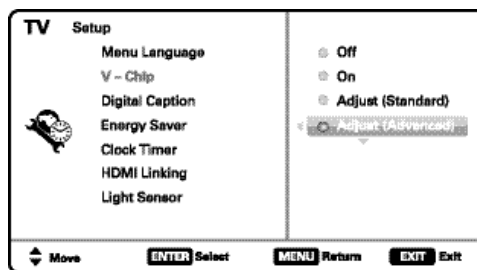 TV Setup
Menu Language
V - Chip
Digital Caption
Energy Saver
Clock Timer
HDMI Linking
Light Sensor
Off
On
Adjust (Standard)
Adjust (Advanced)
Move ENTER Select MENU Return EXIT Exit